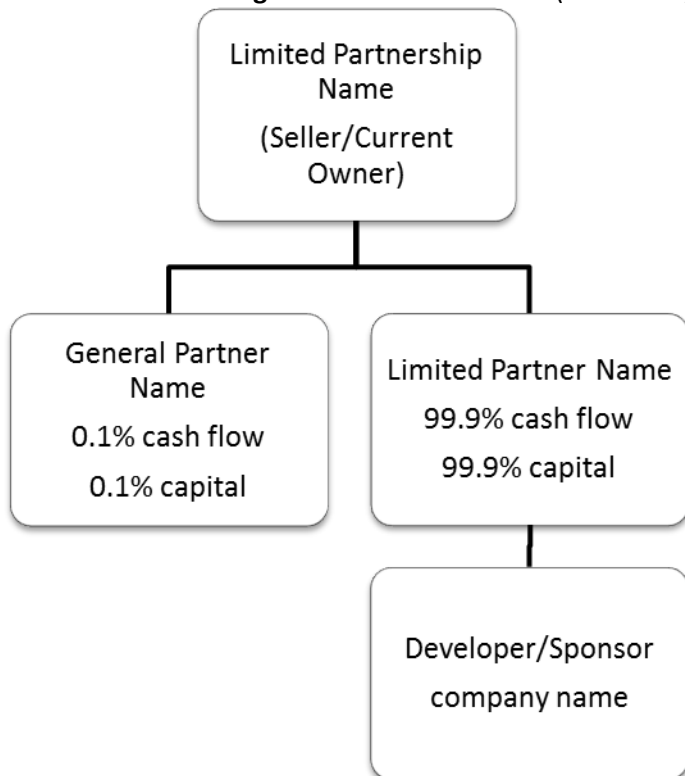 Limited Partnership
Name
(Seller/Current
Owner)
General Partner
Name
0.1% cash flow
0.1% capital
Limited Partner Name
99.9% cash flow
99.9% capital
Developer/Sponsor
company name